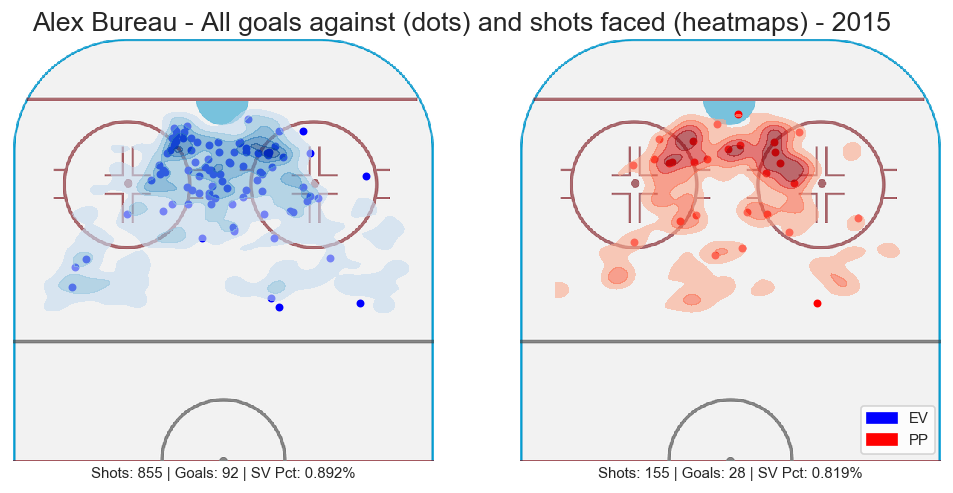 Alex Bureau - All goals against (dots) and shots faced (heatmaps) - 2015
EV
PP
Shots: 855 | Goals: 92 | SV Pct: 0.892%
Shots: 155 | Goals: 28 | SV Pct: 0.819%